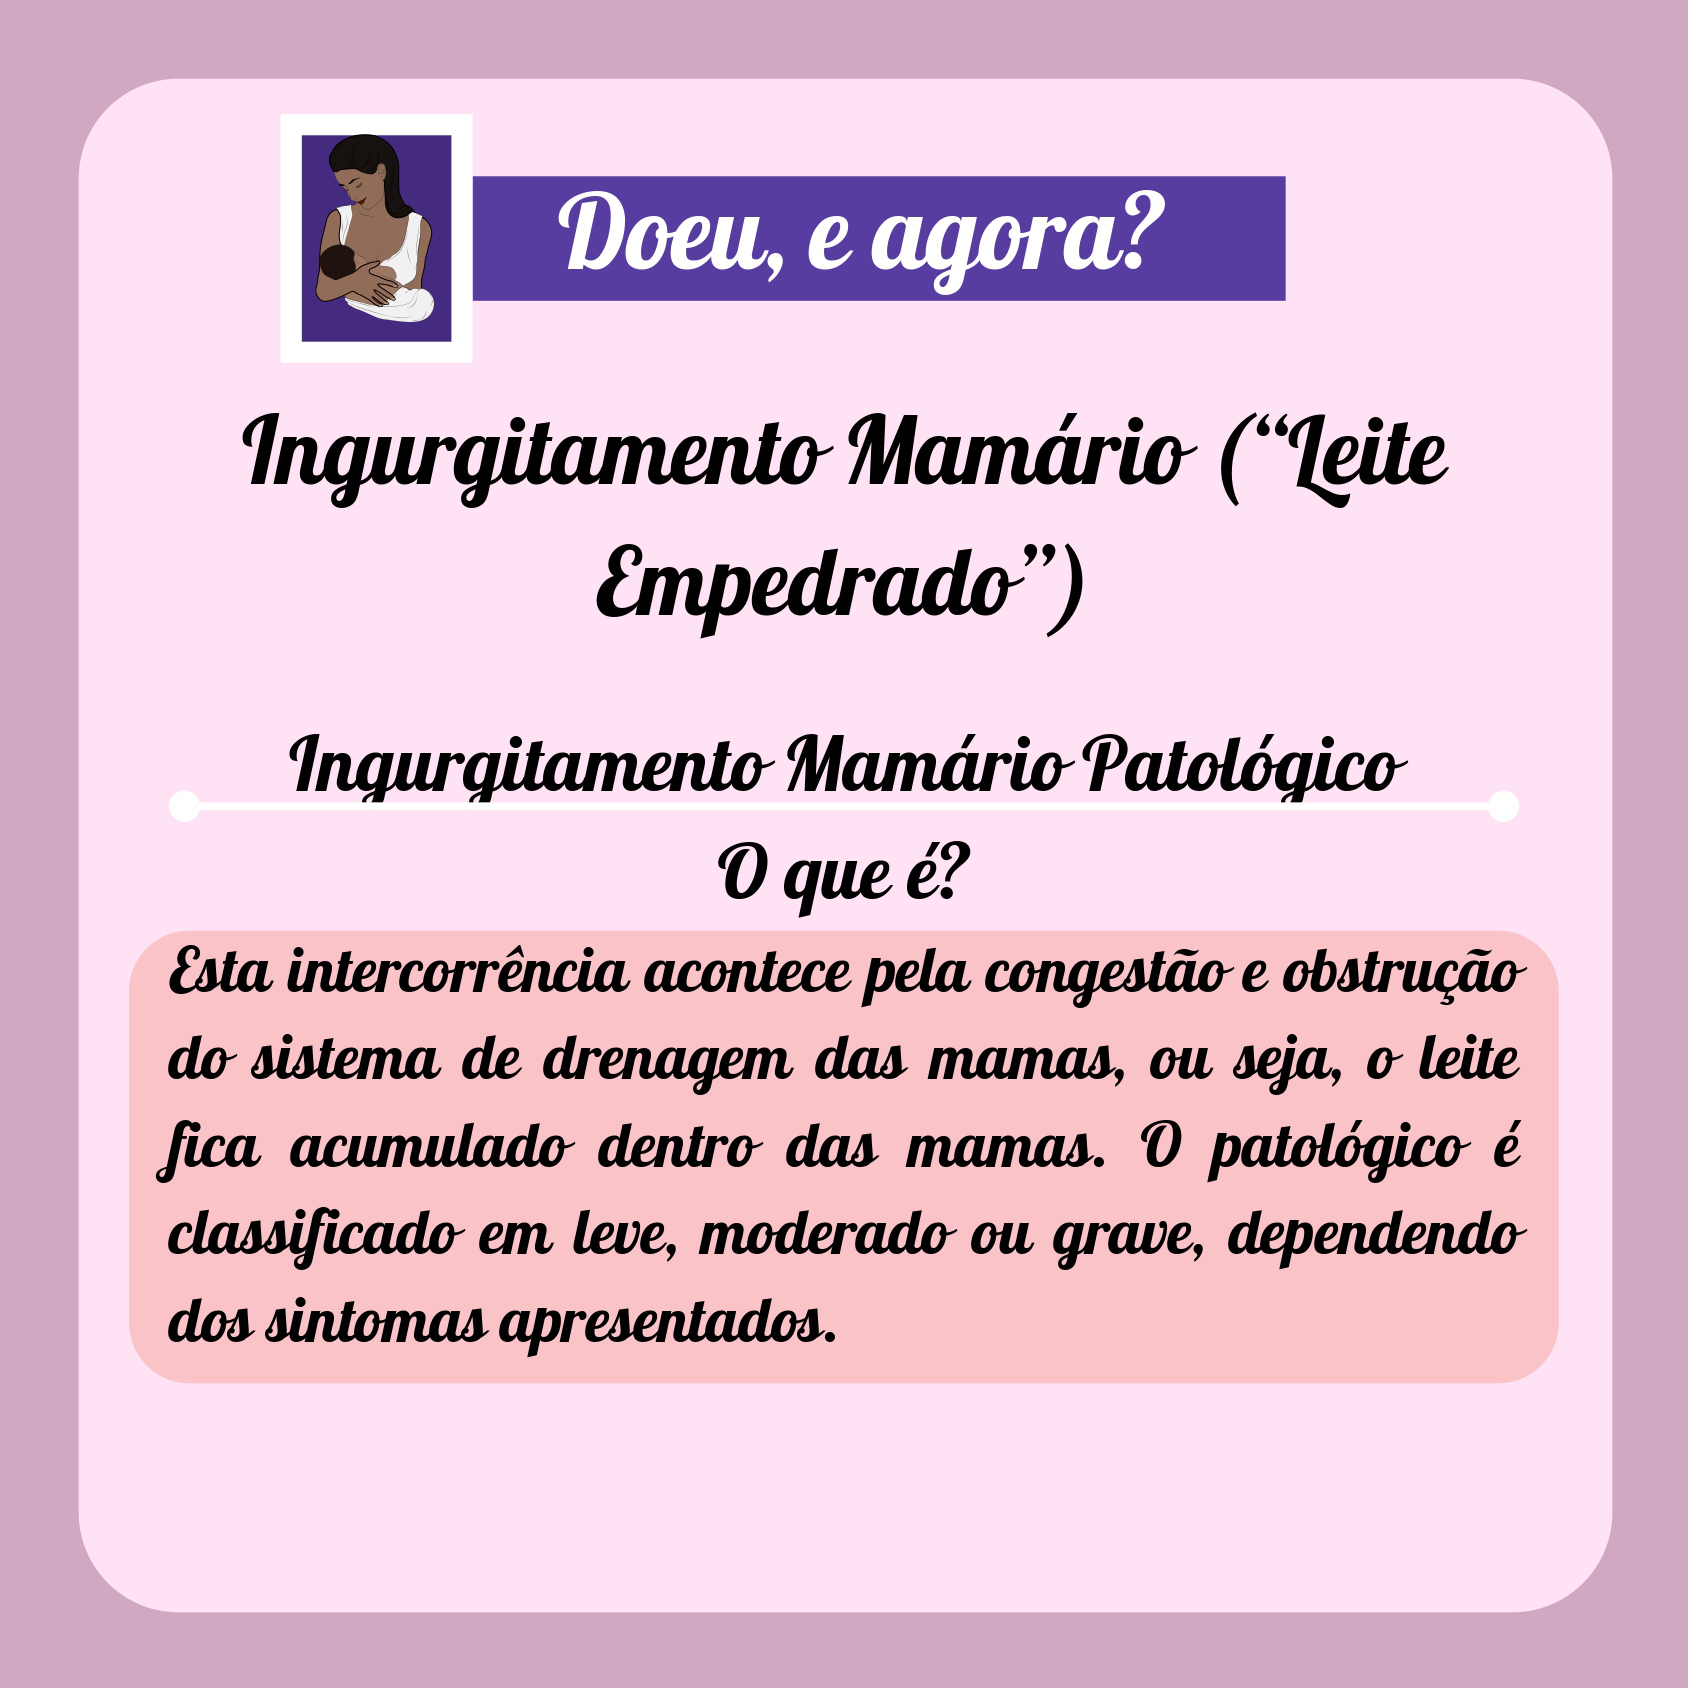 Doeu, e agora?
Ingurgitamento Mamário (“Leite
Empedrado”)
Ingurgitamento Mamário Patológico
O que é?
Esta intercorrência acontece pela congestão e obstrução
do sistema de drenagem das mamas, ou seja, o leite
fica acumulado dentro das mamas. O patológico é
classificado em leve, moderado ou grave, dependendo
dos sintomas apresentados.